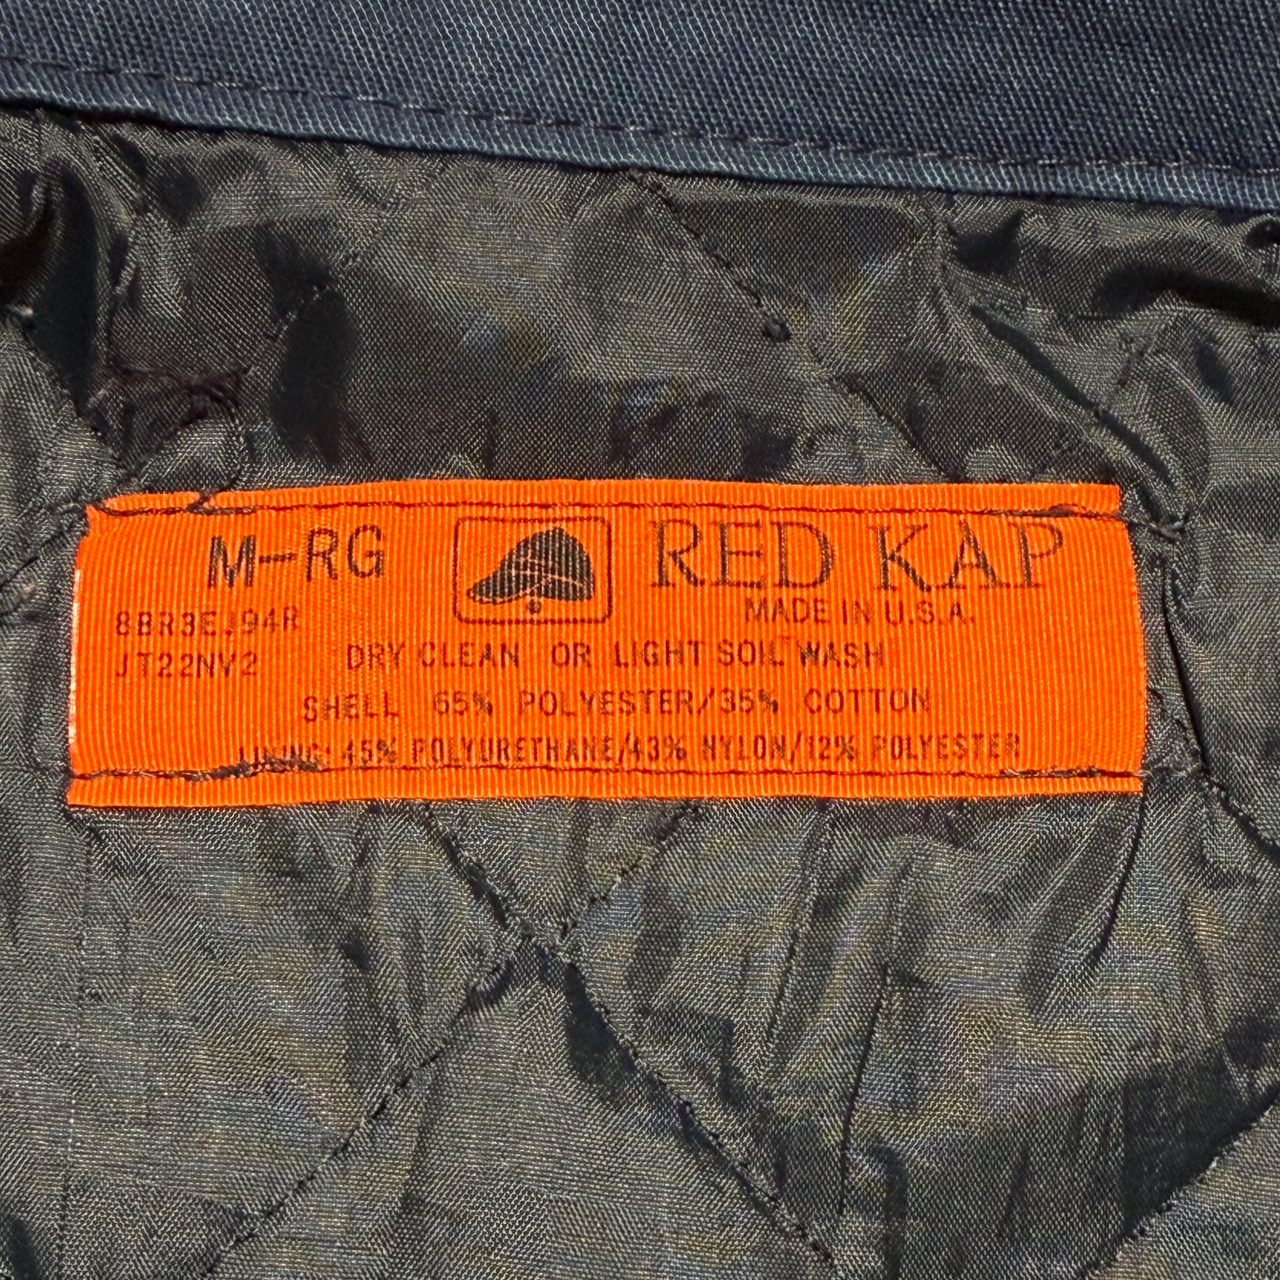 M-RG RED KAP
8BR3EJ94R MADE IN U.S.A.
JT22NV2 DRY CLEAN OR LIGHT SOIL WASH
SHELL 65% POLYESTER/35% COTTON
LINING: 45% POLYURETHANE/43% NYLON/12% POLYESTER